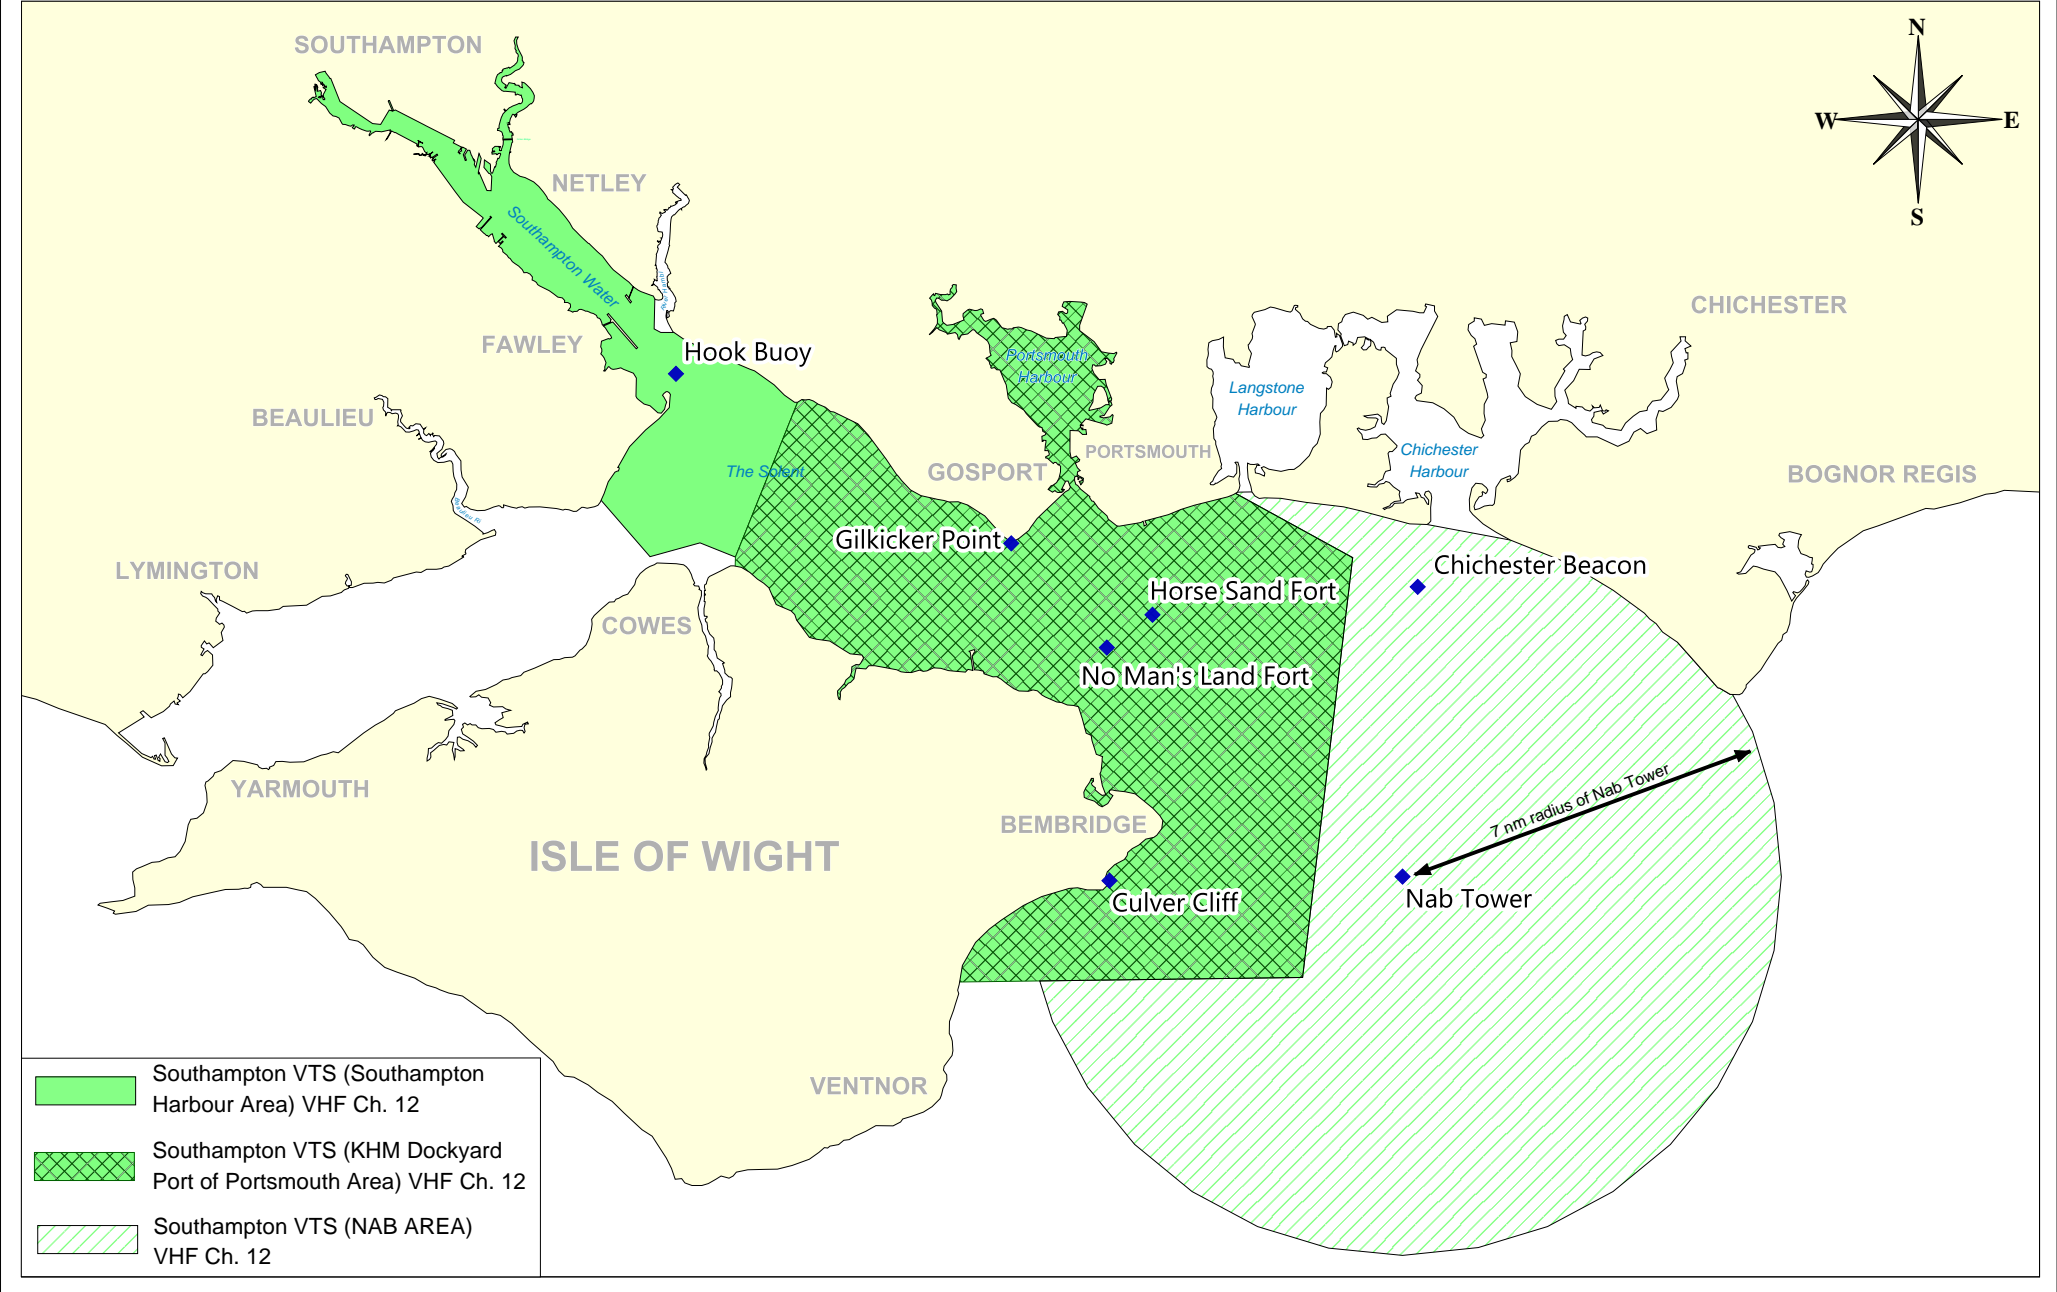 SOUTHAMPTON
N
W
E
S
NETLEY
Southampton Water
FAWLEY
Hook Buoy
CHICHESTER
Portsmouth
Harbour
Langstone
Harbour
BEAULIEU
Chichester
Harbour
PORTSMOUTH
GOSPORT
The Solent
BOGNOR REGIS
Gilkicker Point
Chichester Beacon
LYMINGTON
Horse Sand Fort
COWES
No Man's Land Fort
YARMOUTH
7 nm radius of Nab Tower
BEMBRIDGE
ISLE OF WIGHT
Culver Cliff
Nab Tower
VENTNOR
Southampton VTS (Southampton
Harbour Area) VHF Ch. 12
Southampton VTS (KHM Dockyard
Port of Portsmouth Area) VHF Ch. 12
Southampton VTS (NAB AREA)
VHF Ch. 12